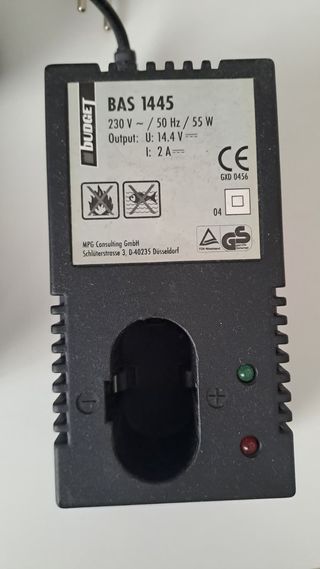 BUDGET
BAS 1445
230 V ~ / 50 Hz / 55 W
Output: U: 14,4 V
I: 2 A
CE
GXD 0456
04
MPG Consulting GmbH
Schlüterstrasse 3, D-40235 Düsseldorf
GS
− +